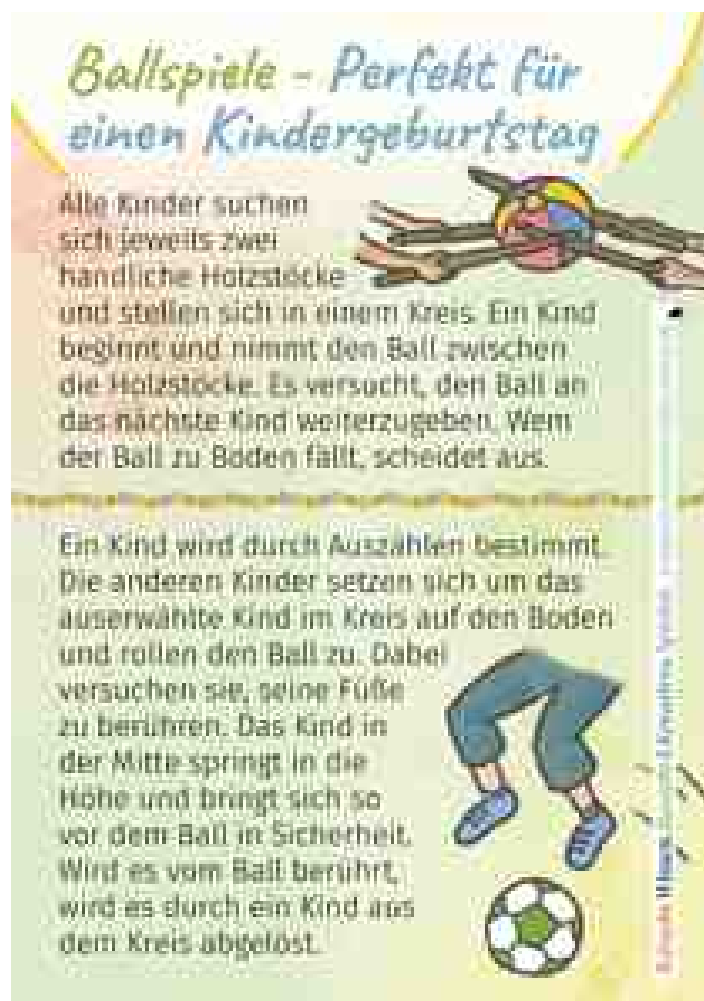 Ballspiele - Perfekt für
einen Kindergeburtstag
Alle Kinder suchen
sich jeweils zwei
handliche Holzstöcke
und stellen sich in einem Kreis. Ein Kind
beginnt und nimmt den Ball zwischen
die Holzstöcke. Es versucht, den Ball an
das nächste Kind weiterzugeben. Wem
der Ball zu Boden fällt, scheidet aus.
Ein Kind wird durch Auszählen bestimmt.
Die anderen Kinder setzen sich um das
auserwählte Kind im Kreis auf den Boden
und rollen den Ball zu. Dabei
versuchen sie, seine Füße
zu berühren. Das Kind in
der Mitte springt in die
Höhe und bringt sich so
vor dem Ball in Sicherheit.
Wird es vom Ball berührt,
wird es durch ein Kind aus
dem Kreis abgelöst.